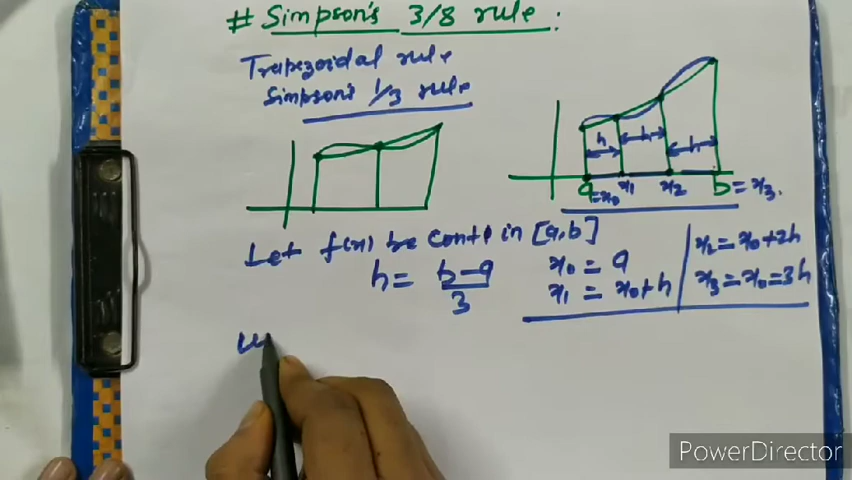 # Simpson's 3/8 rule :
Trapezoidal rule
Simpson's 1/3 rule
h h h
a x1 x2 b = x3.
=x0
Let f(x) be conti in [a,b]
h = b-a
3
x0 = a
x1 = x0+h
x2 = x0+2h
x3 = x0 = 3h
PowerDirector